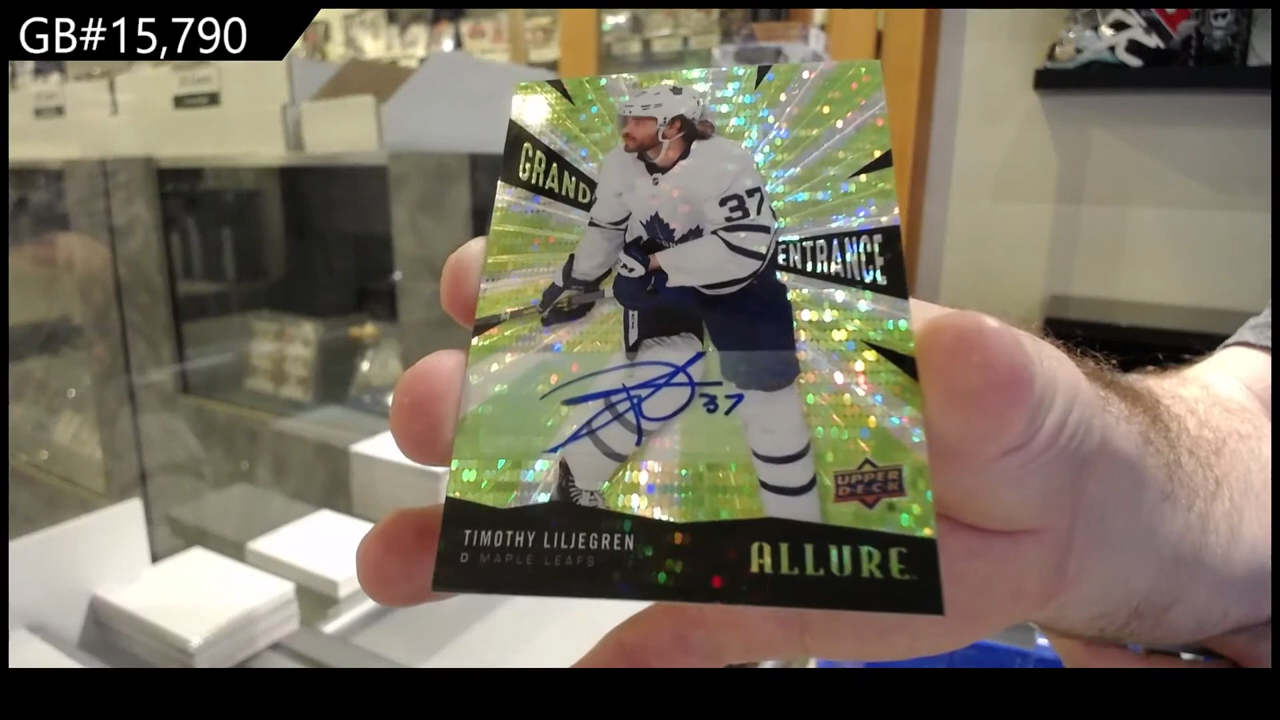 GB#15,790
GRAND
ENTRANCE
37
37
UPPER
DECK
TIMOTHY LILJEGREN
D MAPLE LEAFS
ALLURE